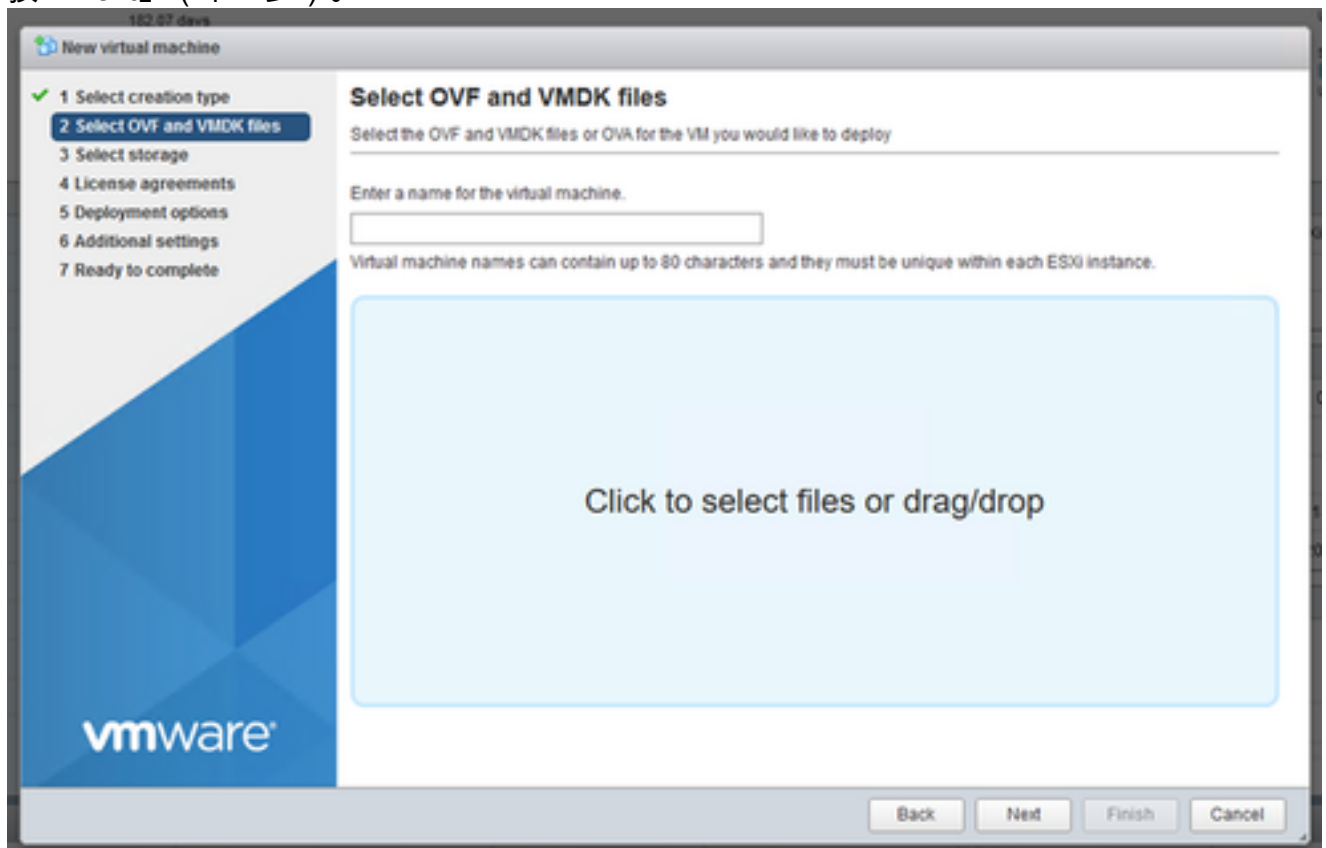 182.07 days
New virtual machine
1 Select creation type
2 Select OVF and VMDK files
3 Select storage
4 License agreements
5 Deployment options
6 Additional settings
7 Ready to complete
vmware
Select OVF and VMDK files
Select the OVF and VMDK files or OVA for the VM you would like to deploy
Enter a name for the virtual machine.
Virtual machine names can contain up to 80 characters and they must be unique within each ESXi instance.
Click to select files or drag/drop
Back Next Finish Cancel